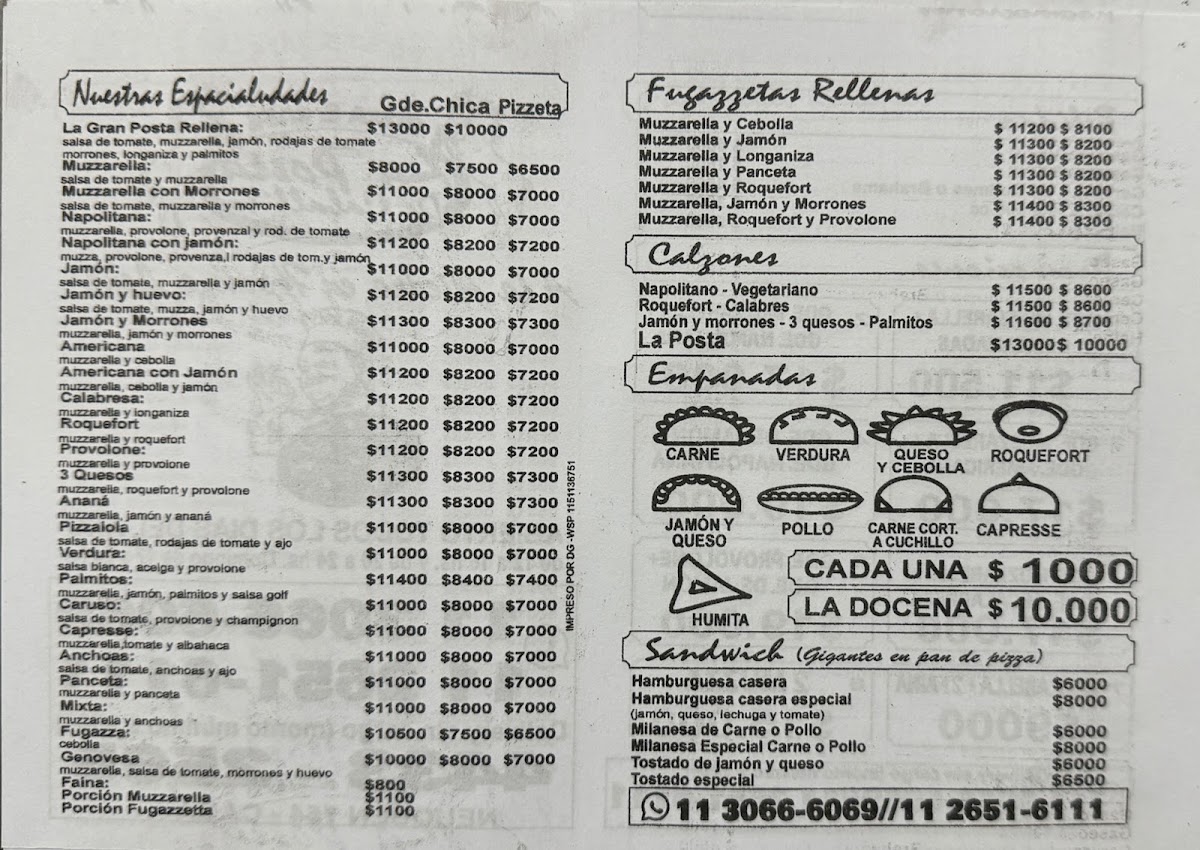 Nuestras Espacialudades Gde.Chica Pizzeta
La Gran Posta Rellena: $13000 $10000
salsa de tomate, muzzarella, jamón, rodajas de tomate
morrones, longaniza y palmitos
Muzzarella: $8000 $7500 $6500
salsa de tomate y muzzarella
Muzzarella con Morrones $11000 $8000 $7000
salsa de tomate, muzzarella y morrones
Napolitana: $11000 $8000 $7000
muzzarella, provolone, provenzal y rod. de tomate
Napolitana con jamón: $11200 $8200 $7200
muzza, provolone, provenza,l rodajas de tom.y jamón
Jamón: $11000 $8000 $7000
salsa de tomate, muzzarella y jamón
Jamón y huevo: $11200 $8200 $7200
salsa de tomate, muzza, jamón y huevo
Jamón y Morrones $11300 $8300 $7300
muzzarella, jamón y morrones
Americana $11000 $8000 $7000
muzzarella y cebolla
Americana con Jamón $11200 $8200 $7200
muzzarella, cebolla y jamón
Calabresa: $11200 $8200 $7200
muzzarella y longaniza
Roquefort $11200 $8200 $7200
muzzarella y roquefort
Provolone: $11200 $8200 $7200
muzzarella y provolone
3 Quesos $11300 $8300 $7300
muzzarella, roquefort y provolone
Ananá $11300 $8300 $7300
muzzarella, jamón y ananá
Pizzaiola $11000 $8000 $7000
salsa de tomate, rodajas de tomate y ajo
Verdura: $11000 $8000 $7000
salsa blanca, acelga y provolone
Palmitos: $11400 $8400 $7400
muzzarella, jamón, palmitos y salsa golf
Caruso: $11000 $8000 $7000
salsa de tomate, provolone y champignon
Capresse: $11000 $8000 $7000
muzzarella,tomate y albahaca
Anchoas: $11000 $8000 $7000
salsa de tomate, anchoas y ajo
Panceta: $11000 $8000 $7000
muzzarella y panceta
Mixta: $11000 $8000 $7000
muzzarella y anchoas
Fugazza: $10500 $7500 $6500
cebolla
Genovesa $10000 $8000 $7000
muzzarella, salsa de tomate, morrones y huevo
Faina: $800
Porción Muzzarella $1100
Porción Fugazzetta $1100
IMPRESO POR DG -WSP 1151136751
Fugazzetas Rellenas
Muzzarella y Cebolla $ 11200 $ 8100
Muzzarella y Jamón $ 11300 $ 8200
Muzzarella y Longaniza $ 11300 $ 8200
Muzzarella y Panceta $ 11300 $ 8200
Muzzarella y Roquefort $ 11300 $ 8200
Muzzarella, Jamón y Morrones $ 11400 $ 8300
Muzzarella, Roquefort y Provolone $ 11400 $ 8300
Calzones
Napolitano - Vegetariano $ 11500 $ 8600
Roquefort - Calabres $ 11500 $ 8600
Jamón y morrones - 3 quesos - Palmitos $ 11600 $ 8700
La Posta $13000$ 10000
Empanadas
CARNE VERDURA QUESO Y CEBOLLA ROQUEFORT
JAMÓN Y QUESO POLLO CARNE CORT. A CUCHILLO CAPRESSE
HUMITA
CADA UNA $ 1000
LA DOCENA $ 10.000
Sandwich (Gigantes en pan de pizza)
Hamburguesa casera $6000
Hamburguesa casera especial $8000
(jamón, queso, lechuga y tomate)
Milanesa de Carne o Pollo $6000
Milanesa Especial Carne o Pollo $8000
Tostado de jamón y queso $6000
Tostado especial $6500
11 3066-6069//11 2651-6111